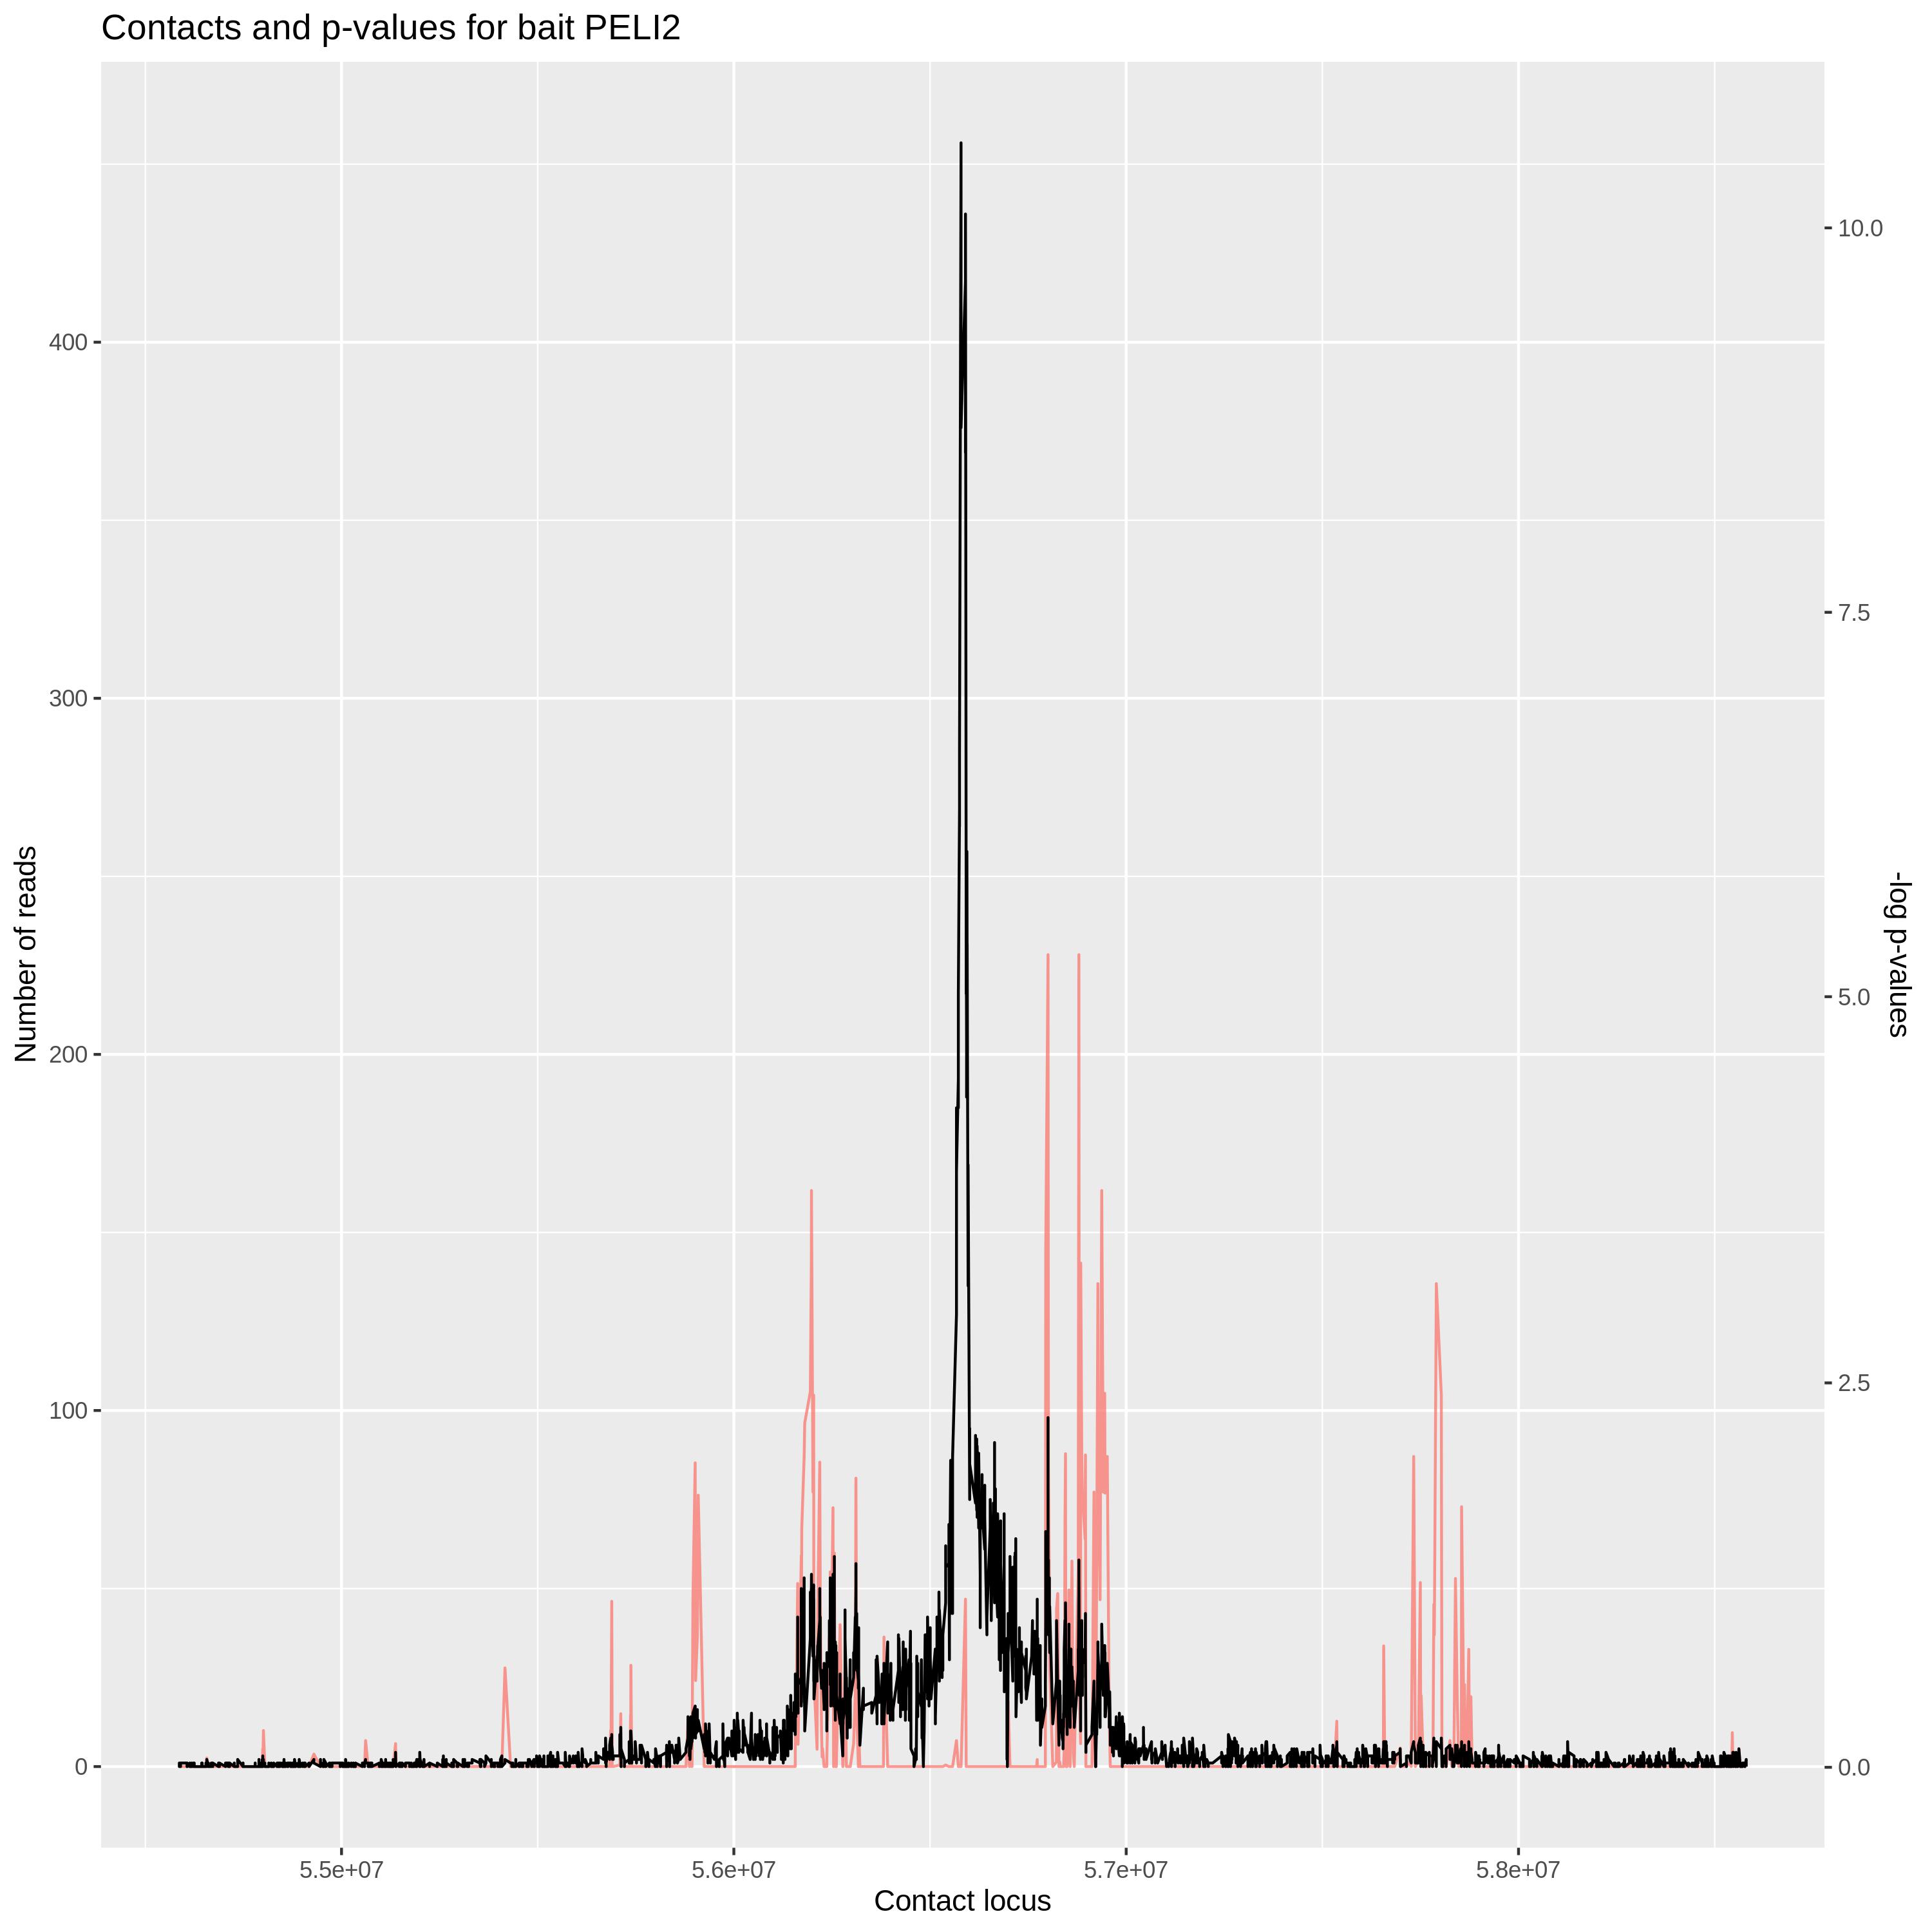 Contacts and p-values for bait PELI2
Number of reads
400
300
200
100
0
10.0
7.5
5.0
2.5
0.0
-log p-values
5.5e+07 5.6e+07 5.7e+07 5.8e+07
Contact locus